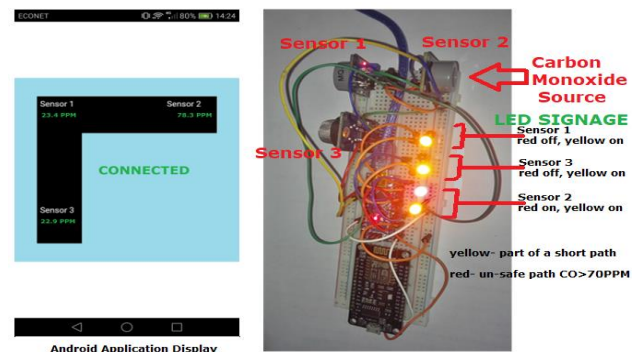 ECONET
80%
14:24
Sensor 1
23.4 PPM
Sensor 2
78.3 PPM
CONNECTED
Sensor 3
22.9 PPM
Android Application Display
Sensor 1
Sensor 2
Sensor 3
Carbon
Monoxide
Source
LED SIGNAGE
Sensor 1
red off, yellow on
Sensor 3
red off, yellow on
Sensor 2
red on, yellow on
yellow- part of a short path
red- un-safe path CO>70PPM